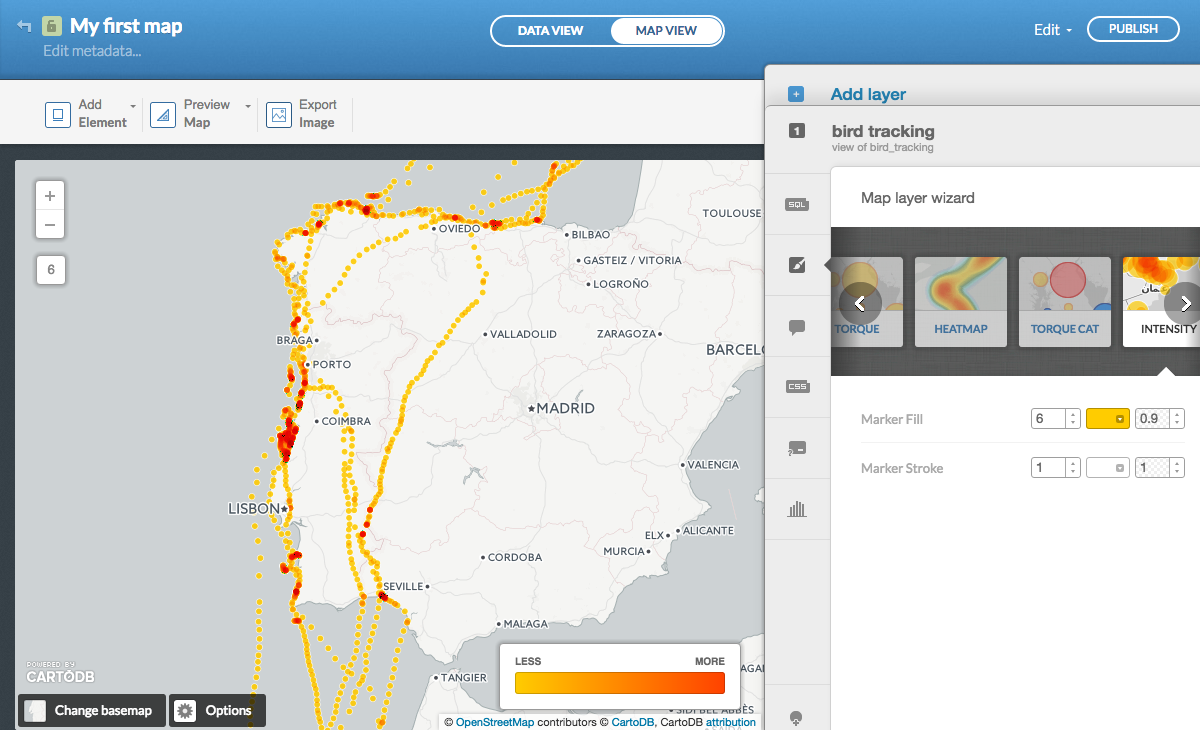 My first map
Edit metadata...
DATA VIEW
MAP VIEW
Edit
PUBLISH
Add
Element
Preview
Map
Export
Image
Add layer
1
bird tracking
view of bird_tracking
SQL
CSS
Map layer wizard
TORQUE
HEATMAP
TORQUE CAT
INTENSITY
Marker Fill
6
0.9
Marker Stroke
1
1
+
−
6
TOULOUSE
OVIEDO
BILBAO
GASTEIZ / VITORIA
LOGROÑO
VALLADOLID
ZARAGOZA
BRAGA
PORTO
BARCEL
MADRID
COIMBRA
VALENCIA
LISBON
ALICANTE
ELX
MURCIA
CORDOBA
SEVILLE
MALAGA
TANGIER
LESS
MORE
POWERED BY
CARTODB
Change basemap
Options
© OpenStreetMap contributors © CartoDB, CartoDB attribution